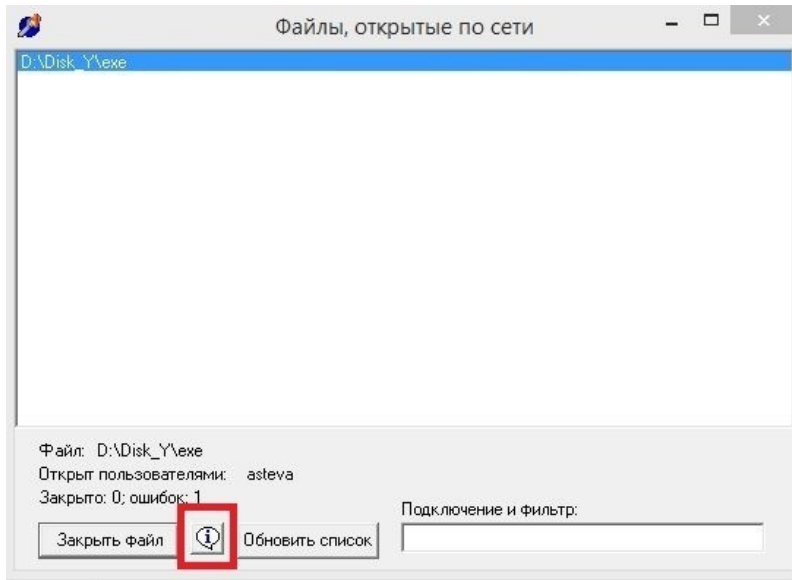 Файлы, открытые по сети
D:\Disk_Y\exe
Файл: D:\Disk_Y\exe
Открыт пользователями: asteva
Закрыто: 0; ошибок: 1
Подключение и фильтр:
Закрыть файл
Обновить список